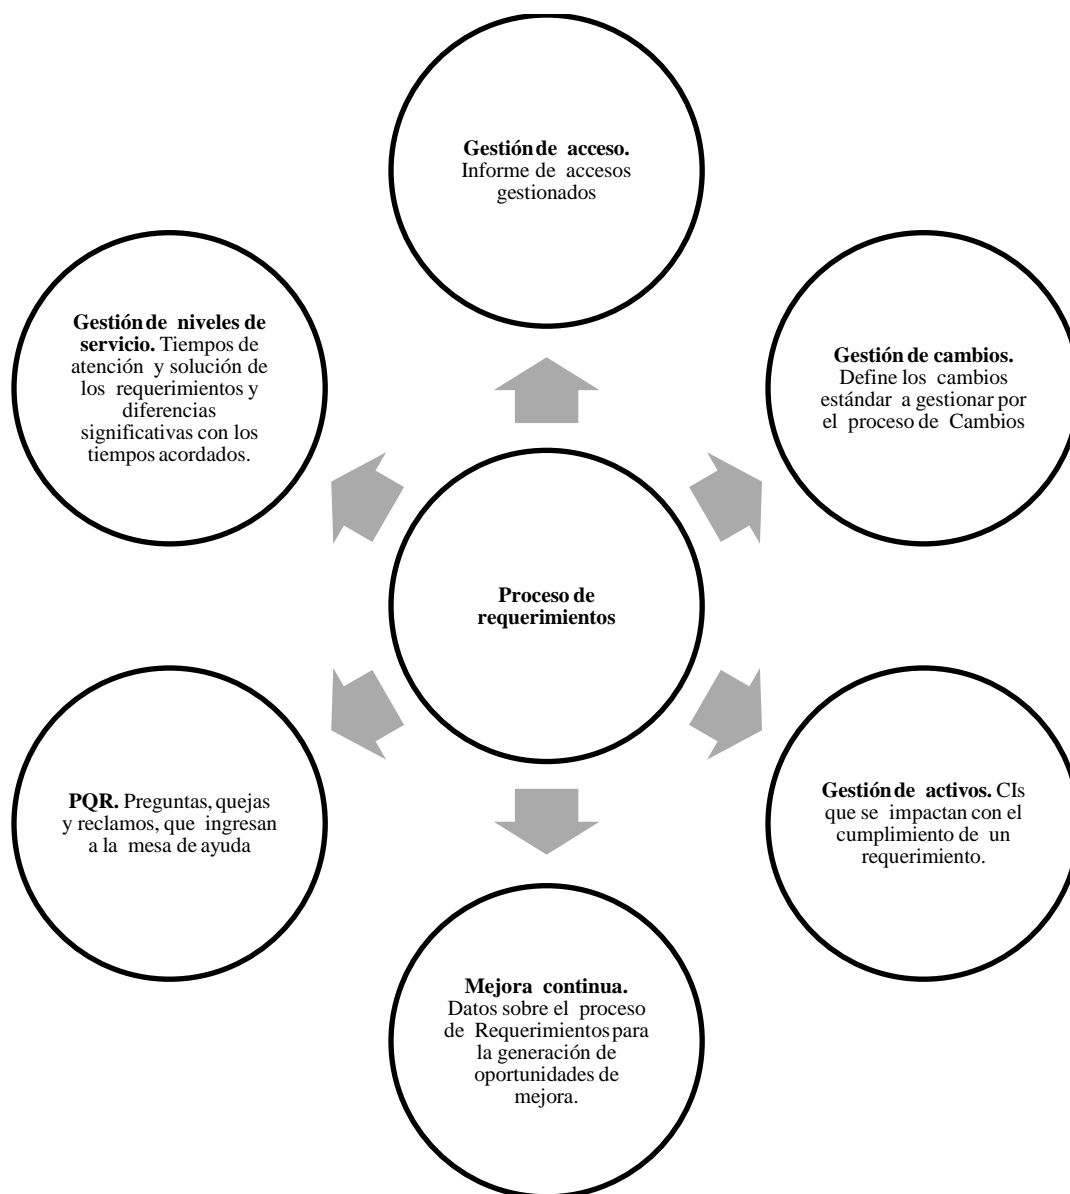 Gestión de acceso.
Informe de accesos
gestionados
Gestión de niveles de
servicio. Tiempos de
atención y solución de
los requerimientos y
diferencias
significativas con los
tiempos acordados.
Gestión de cambios.
Define los cambios
estándar a gestionar por
el proceso de Cambios
Proceso de
requerimientos
PQR. Preguntas, quejas
y reclamos, que ingresan
a la mesa de ayuda
Gestión de activos. CIs
que se impactan con el
cumplimiento de un
requerimiento.
Mejora continua.
Datos sobre el proceso
de Requerimientos para
la generación de
oportunidades de
mejora.